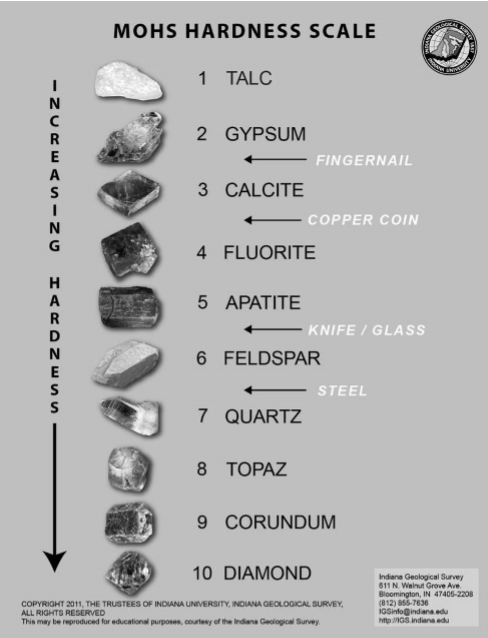 MOHS HARDNESS SCALE
INDIANA GEOLOGICAL SURVEY 1837
INDIANA UNIVERSITY
INCREASING HARDNESS
1 TALC
2 GYPSUM
FINGERNAIL
3 CALCITE
COPPER COIN
4 FLUORITE
5 APATITE
KNIFE / GLASS
6 FELDSPAR
STEEL
7 QUARTZ
8 TOPAZ
9 CORUNDUM
10 DIAMOND
COPYRIGHT 2011, THE TRUSTEES OF INDIANA UNIVERSITY, INDIANA GEOLOGICAL SURVEY,
ALL RIGHTS RESERVED
This may be reproduced for educational purposes, courtesy of the Indiana Geological Survey.
Indiana Geological Survey
611 N. Walnut Grove Ave.
Bloomington, IN 47405-2208
(812) 855-7636
IGSinfo@indiana.edu
http://IGS.indiana.edu